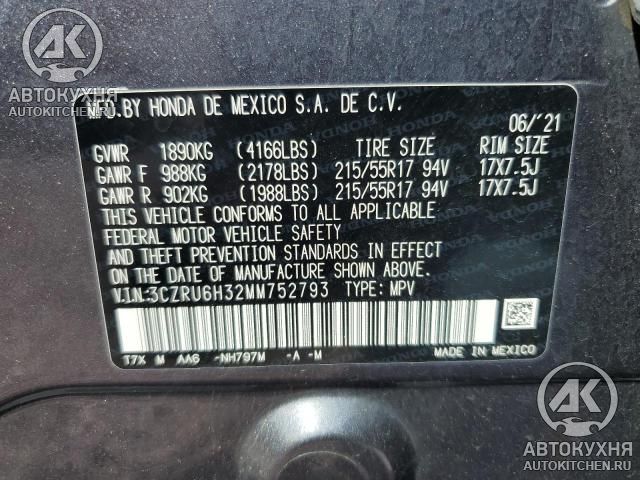 АК
АВТОКУХНЯ
AUTOKITCHEN.RU
MFD.BY HONDA DE MEXICO S.A. DE C.V.
06/'21
GVWR 1890KG (4166LBS) TIRE SIZE RIM SIZE
GAWR F 988KG (2178LBS) 215/55R17 94V 17X7.5J
GAWR R 902KG (1988LBS) 215/55R17 94V 17X7.5J
THIS VEHICLE CONFORMS TO ALL APPLICABLE
FEDERAL MOTOR VEHICLE SAFETY
AND THEFT PREVENTION STANDARDS IN EFFECT
ON THE DATE OF MANUFACTURE SHOWN ABOVE.
V.I.N:3CZRU6H32MM752793 TYPE: MPV
T7X M AA6 -NH797M -A -M
MADE IN MEXICO
АК
АВТОКУХНЯ
AUTOKITCHEN.RU